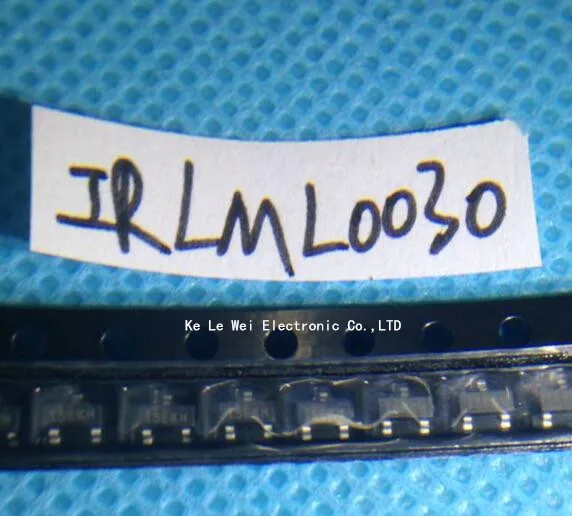 IRLML0030
Ke Le Wei Electronic Co.,LTD